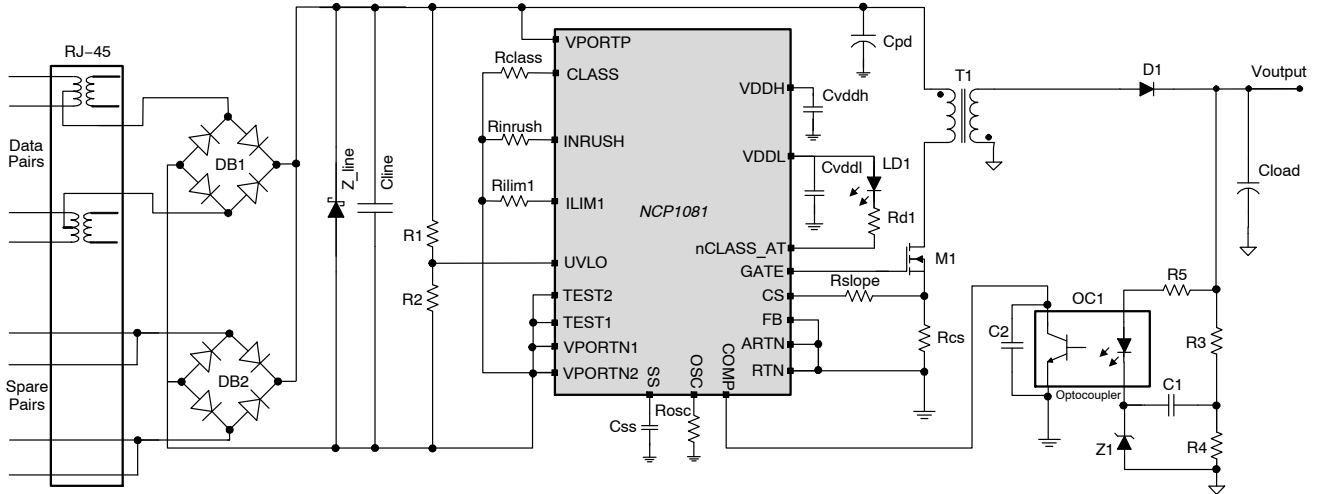 RJ−45
Data
Pairs
Spare
Pairs
DB1
DB2
Z_line
Cline
R1
R2
Rclass
Rinrush
Rilim1
VPORTP
CLASS
INRUSH
ILIM1
UVLO
TEST2
TEST1
VPORTN1
VPORTN2
NCP1081
VDDH
VDDL
nCLASS_AT
GATE
CS
FB
ARTN
RTN
SS
OSC
COMP
Css
Rosc
Cpd
Cvddh
Cvddl
LD1
Rd1
Rslope
M1
Rcs
T1
D1
Voutput
Cload
C2
OC1
Optocoupler
R5
R3
C1
Z1
R4